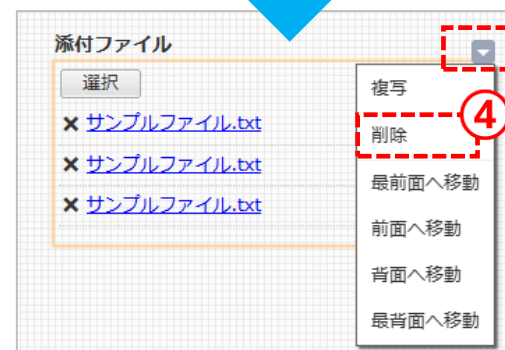 添付ファイル
選択
サンプルファイル.txt
サンプルファイル.txt
サンプルファイル.txt
複写
削除
④
最前面へ移動
前面へ移動
背面へ移動
最背面へ移動